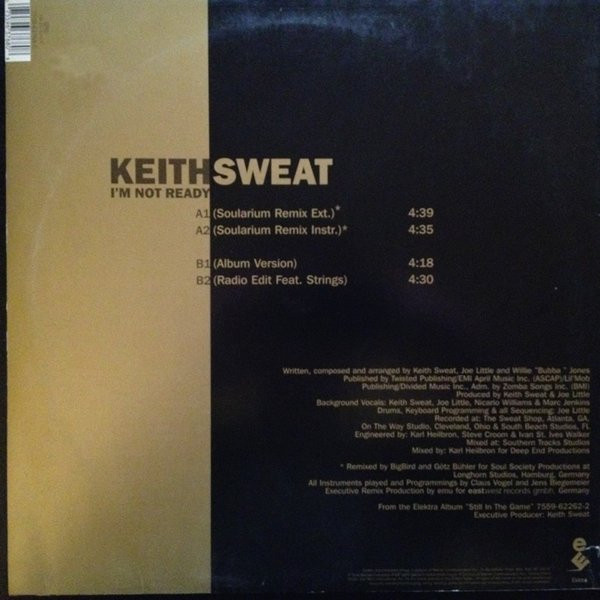 KEITH SWEAT
I'M NOT READY
A1 (Soularium Remix Ext.)* 4:39
A2 (Soularium Remix Instr.)* 4:35
B1 (Album Version) 4:18
B2 (Radio Edit Feat. Strings) 4:30
Written, composed and arranged by Keith Sweat, Joe Little and Willie "Bubba" Jones
Published by Twisted Publishing/EMI April Music Inc. (ASCAP)/Lil'Mob
Publishing/Divided Music Inc., Adm. by Zomba Songs Inc. (BMI)
Produced by Keith Sweat & Joe Little
Background Vocals: Keith Sweat, Joe Little, Nicario Williams & Marc Jenkins
Drums, Keyboard Programming & all Sequencing: Joe Little
Recorded at: The Sweat Shop, Atlanta, GA,
On The Way Studio, Cleveland, Ohio & South Beach Studios, FL
Engineered by: Karl Heilbron, Steve Croom & Ivan St. Ives Walker
Mixed at: Southern Tracks Studios
Mixed by: Karl Heilbron for Deep End Productions
* Remixed by BigBird and Götz Bühler for Soul Society Productions at
Longhorn Studios, Hamburg, Germany
All Instruments played and Programmings by Claus Vogel and Jens Biegemeier
Executive Remix Production by emu for eastwest records gmbh, Germany
From the Elektra Album "Still In The Game" 7559-62262-2
Executive Producer: Keith Sweat